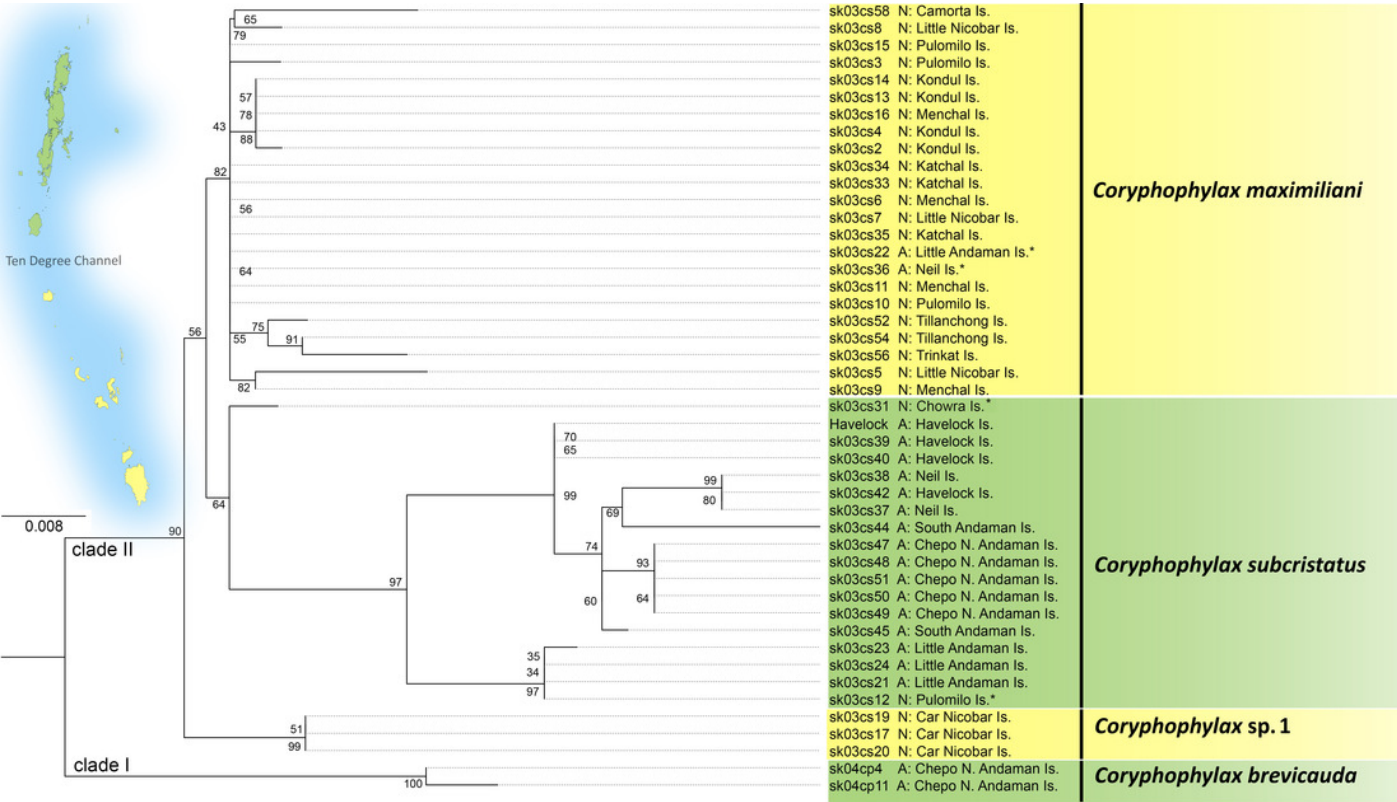 65
79
43
57
78
88
82
56
64
75
55
91
82
56
64
90
clade II
97
70
65
99
99
80
69
74
93
60
64
35
34
97
51
99
clade I
100
Ten Degree Channel
0.008
sk03cs58 N: Camorta Is.
sk03cs8 N: Little Nicobar Is.
sk03cs15 N: Pulomilo Is.
sk03cs3 N: Pulomilo Is.
sk03cs14 N: Kondul Is.
sk03cs13 N: Kondul Is.
sk03cs16 N: Menchal Is.
sk03cs4 N: Kondul Is.
sk03cs2 N: Kondul Is.
sk03cs34 N: Katchal Is.
sk03cs33 N: Katchal Is.
sk03cs6 N: Menchal Is.
sk03cs7 N: Little Nicobar Is.
sk03cs35 N: Katchal Is.
sk03cs22 A: Little Andaman Is.*
sk03cs36 A: Neil Is.*
sk03cs11 N: Menchal Is.
sk03cs10 N: Pulomilo Is.
sk03cs52 N: Tillanchong Is.
sk03cs54 N: Tillanchong Is.
sk03cs56 N: Trinkat Is.
sk03cs5 N: Little Nicobar Is.
sk03cs9 N: Menchal Is.
sk03cs31 N: Chowra Is.*
Havelock A: Havelock Is.
sk03cs39 A: Havelock Is.
sk03cs40 A: Havelock Is.
sk03cs38 A: Neil Is.
sk03cs42 A: Havelock Is.
sk03cs37 A: Neil Is.
sk03cs44 A: South Andaman Is.
sk03cs47 A: Chepo N. Andaman Is.
sk03cs48 A: Chepo N. Andaman Is.
sk03cs51 A: Chepo N. Andaman Is.
sk03cs50 A: Chepo N. Andaman Is.
sk03cs49 A: Chepo N. Andaman Is.
sk03cs45 A: South Andaman Is.
sk03cs23 A: Little Andaman Is.
sk03cs24 A: Little Andaman Is.
sk03cs21 A: Little Andaman Is.
sk03cs12 N: Pulomilo Is.*
sk03cs19 N: Car Nicobar Is.
sk03cs17 N: Car Nicobar Is.
sk03cs20 N: Car Nicobar Is.
sk04cp4 A: Chepo N. Andaman Is.
sk04cp11 A: Chepo N. Andaman Is.
Coryphophylax maximiliani
Coryphophylax subcristatus
Coryphophylax sp. 1
Coryphophylax brevicauda